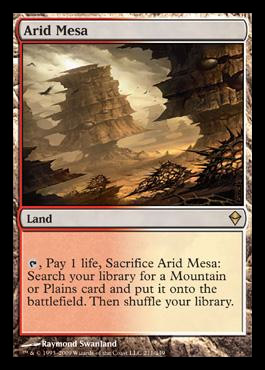 Arid Mesa
Land
, Pay 1 life, Sacrifice Arid Mesa:
Search your library for a Mountain
or Plains card and put it onto the
battlefield. Then shuffle your library.
Raymond Swanland
™ & © 1993–2009 Wizards of the Coast LLC 211/249